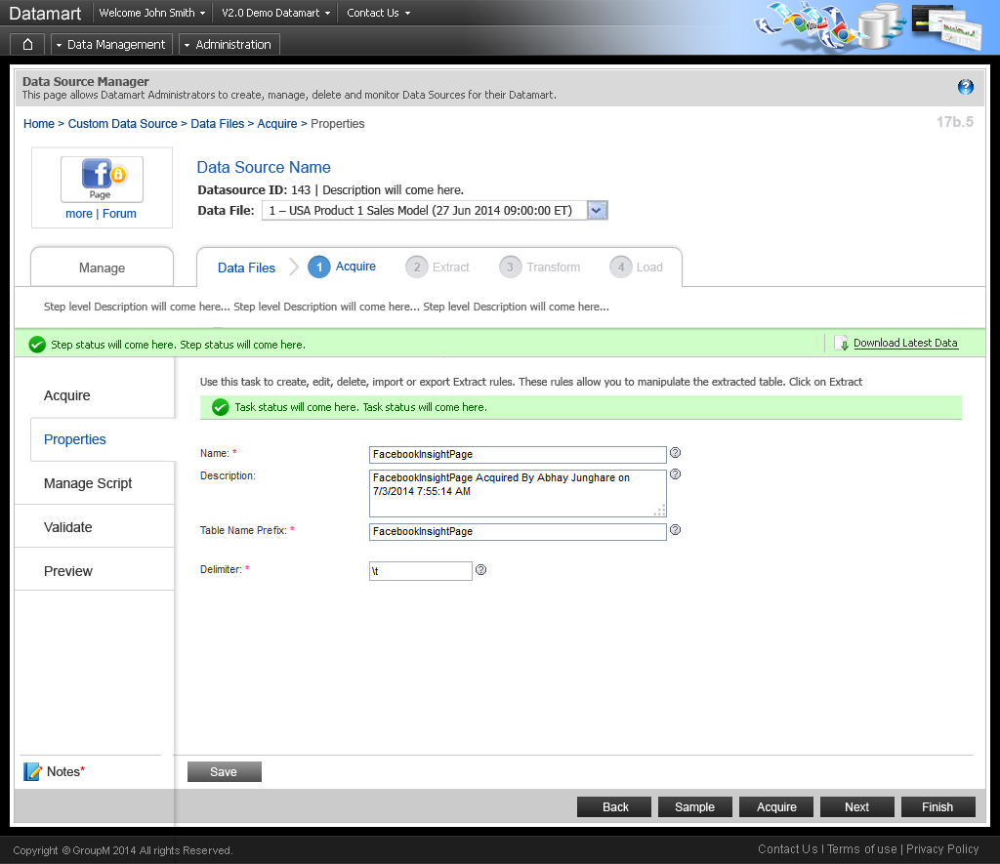 Datamart
Welcome John Smith
V2.0 Demo Datamart
Contact Us
Data Management
Administration
Data Source Manager
This page allows Datamart Administrators to create, manage, delete and monitor Data Sources for their Datamart.
Home > Custom Data Source > Data Files > Acquire > Properties
17b.5
Page
more | Forum
Data Source Name
Datasource ID: 143 | Description will come here.
Data File: 1 – USA Product 1 Sales Model (27 Jun 2014 09:00:00 ET)
Manage
Data Files
1 Acquire
2 Extract
3 Transform
4 Load
Step level Description will come here... Step level Description will come here... Step level Description will come here...
Step status will come here. Step status will come here.
Download Latest Data
Acquire
Properties
Manage Script
Validate
Preview
Use this task to create, edit, delete, import or export Extract rules. These rules allow you to manipulate the extracted table. Click on Extract
Task status will come here. Task status will come here.
Name: * FacebookInsightPage
Description: FacebookInsightPage Acquired By Abhay Junghare on
7/3/2014 7:55:14 AM
Table Name Prefix: * FacebookInsightPage
Delimiter: * \t
Notes*
Save
Back
Sample
Acquire
Next
Finish
Copyright © GroupM 2014 All rights Reserved.
Contact Us | Terms of use | Privacy Policy